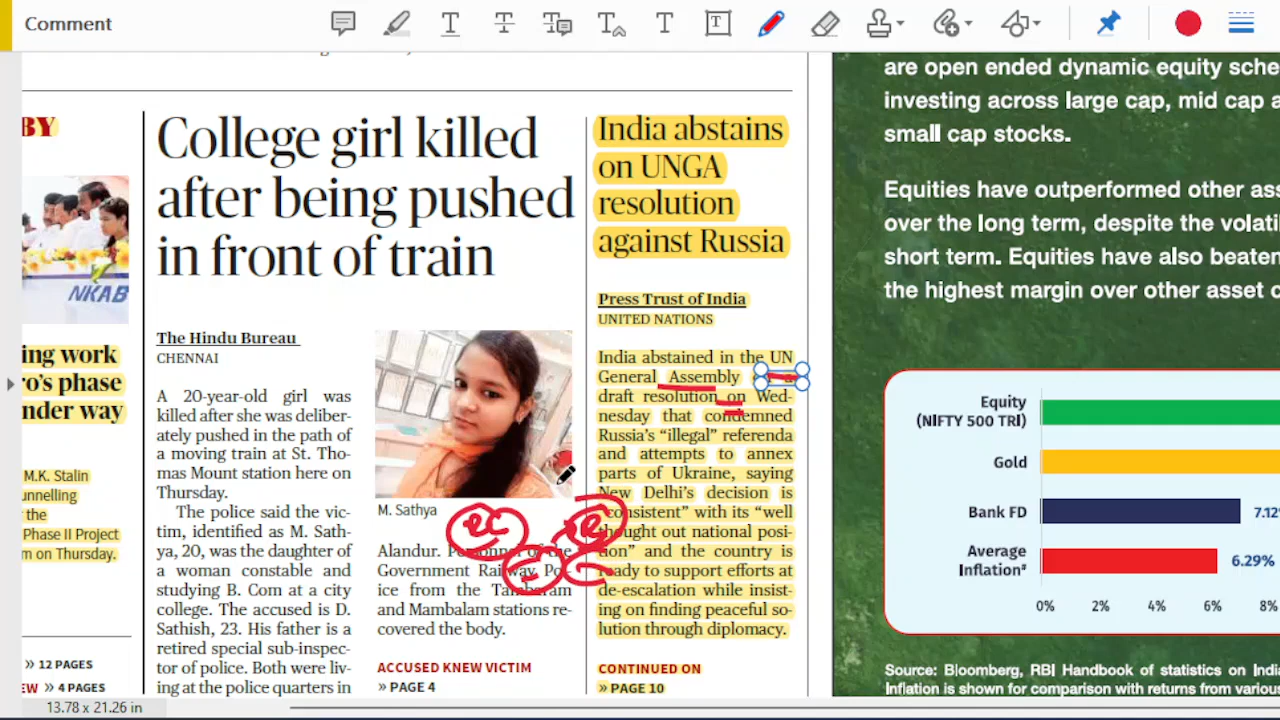 Comment
BY
NKAB
ing work
ro's phase
nder way
M.K. Stalin
unnelling
the
Phase II Project
m on Thursday.
» 12 PAGES
EW » 4 PAGES
College girl killed
after being pushed
in front of train
The Hindu Bureau
CHENNAI
A 20-year-old girl was
killed after she was deliber-
ately pushed in the path of
a moving train at St. Tho-
mas Mount station here on
Thursday.
The police said the vic-
tim, identified as M. Sath-
ya, 20, was the daughter of
a woman constable and
studying B. Com at a city
college. The accused is D.
Sathish, 23. His father is a
retired special sub-inspec-
tor of police. Both were liv-
ing at the police quarters in
M. Sathya
Alandur. Personnel of the
Government Railway Po-
ice from the Tambaram
and Mambalam stations re-
covered the body.
ACCUSED KNEW VICTIM
» PAGE 4
India abstains
on UNGA
resolution
against Russia
Press Trust of India
UNITED NATIONS
India abstained in the UN
General Assembly on a
draft resolution on Wed-
nesday that condemned
Russia's “illegal” referenda
and attempts to annex
parts of Ukraine, saying
New Delhi's decision is
“consistent” with its “well
thought out national posi-
tion” and the country is
ready to support efforts at
de-escalation while insist-
ing on finding peaceful so-
lution through diplomacy.
CONTINUED ON
» PAGE 10
are open ended dynamic equity sche
investing across large cap, mid cap a
small cap stocks.
Equities have outperformed other ass
over the long term, despite the volati
short term. Equities have also beaten
the highest margin over other asset c
Equity
(NIFTY 500 TRI)
Gold
Bank FD
7.12%
Average
Inflation#
6.29%
0% 2% 4% 6% 8%
Source: Bloomberg, RBI Handbook of statistics on India
Inflation is shown for comparison with returns from various
13.78 x 21.26 in